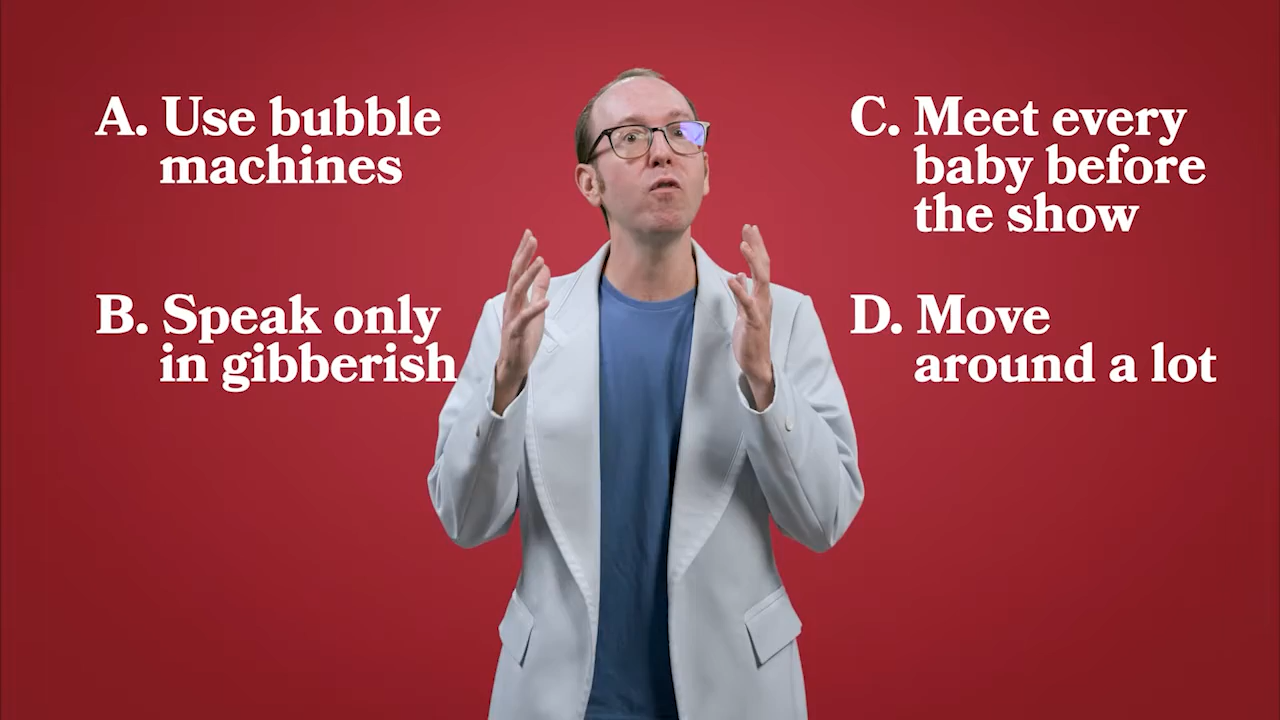 A. Use bubble
machines
B. Speak only
in gibberish
C. Meet every
baby before
the show
D. Move
around a lot